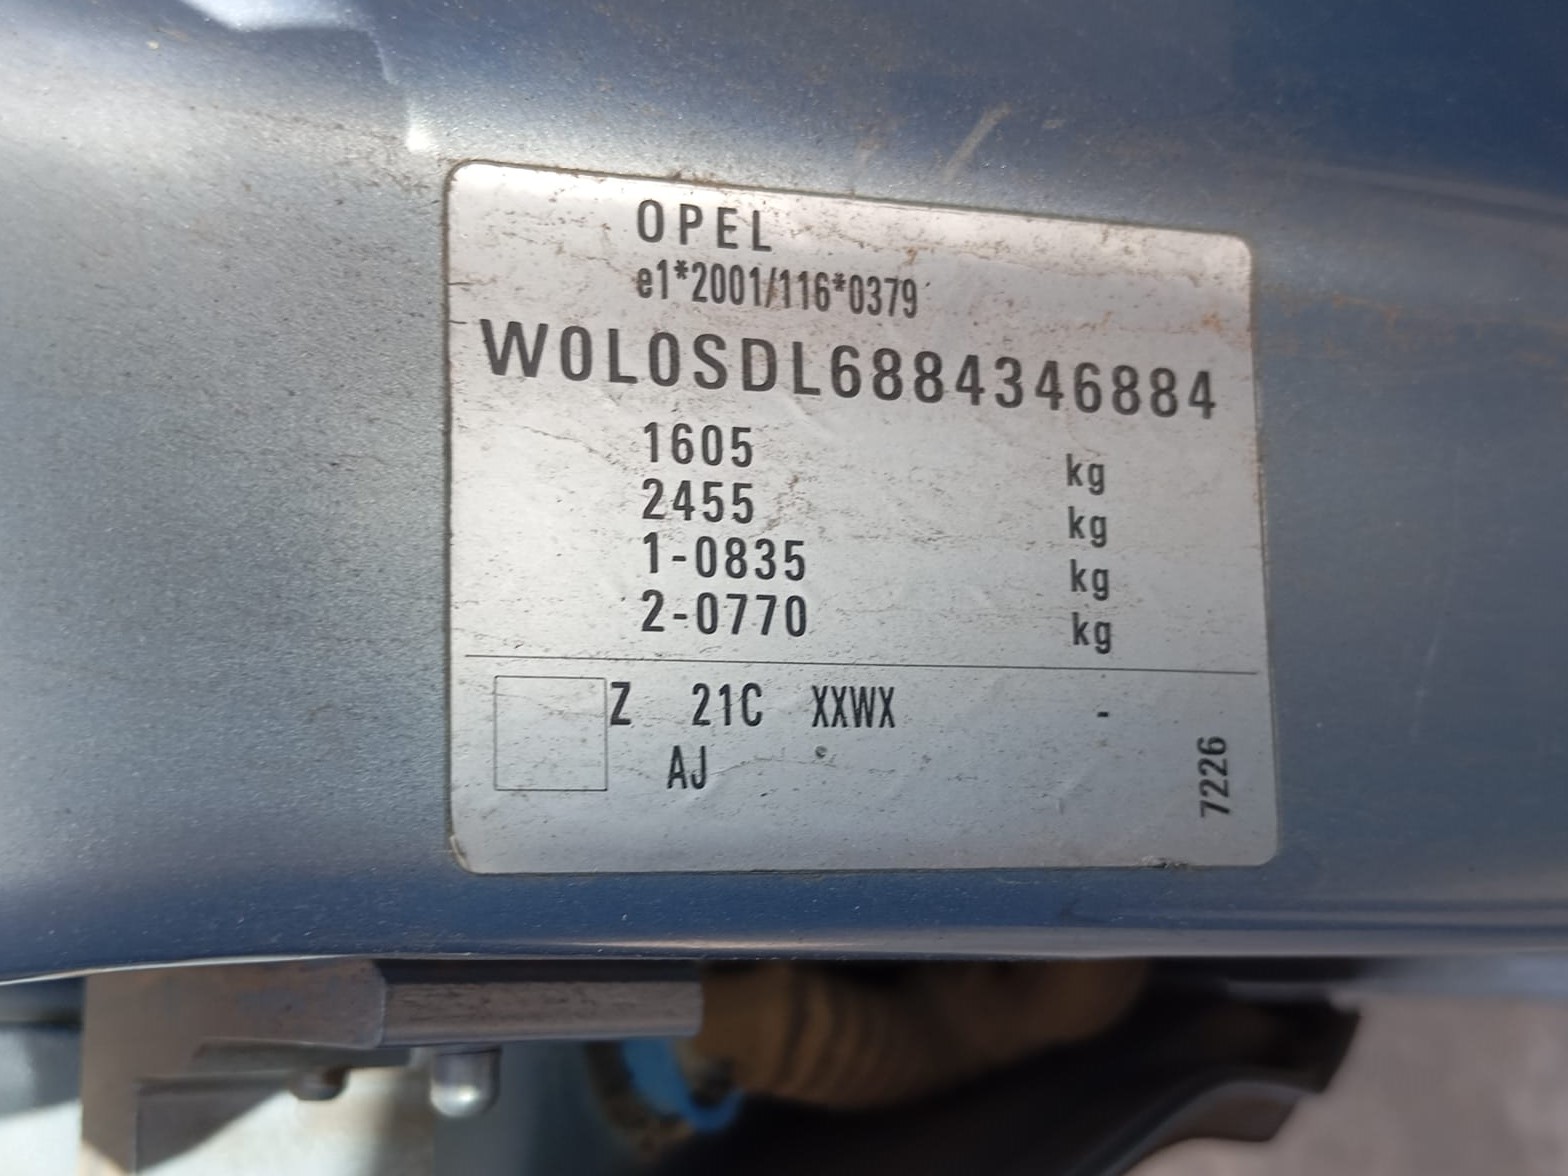 OPEL
e1*2001/116*0379
W0L0SDL6884346884
1605 kg
2455 kg
1-0835 kg
2-0770 kg
Z 21C XXWX -
AJ
7226